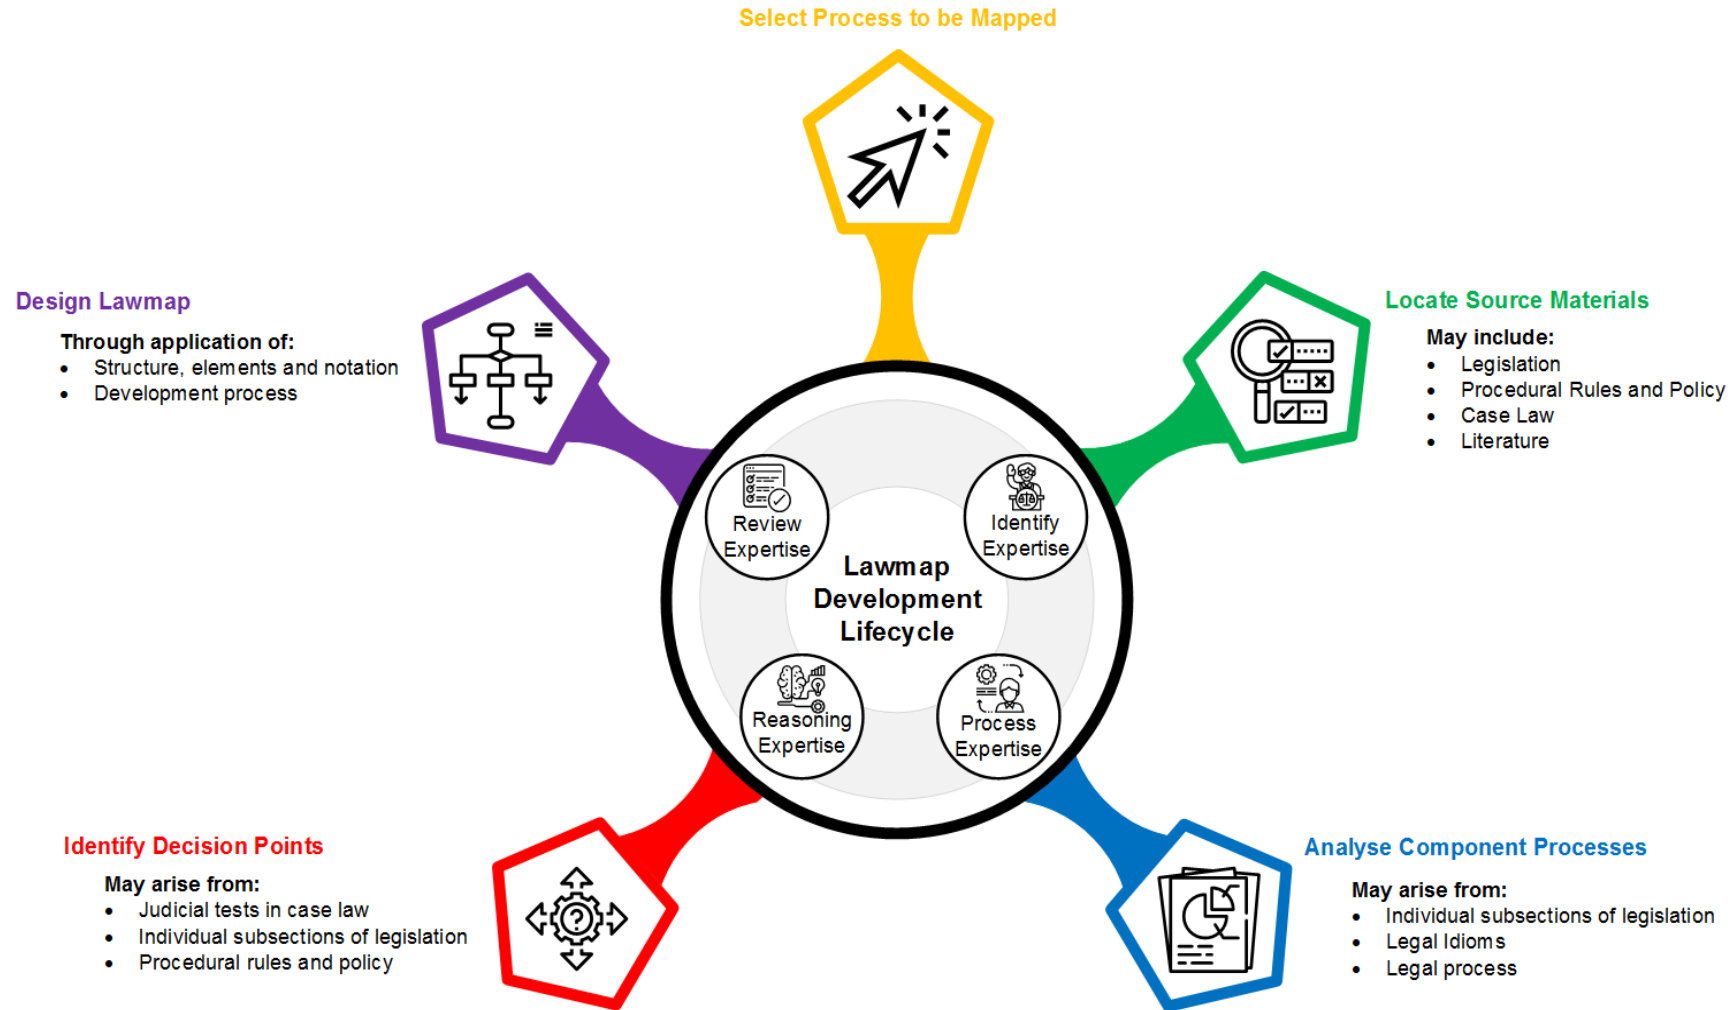 Select Process to be Mapped
Design Lawmap
Through application of:
• Structure, elements and notation
• Development process
Locate Source Materials
May include:
• Legislation
• Procedural Rules and Policy
• Case Law
• Literature
Review
Expertise
Identify
Expertise
Lawmap
Development
Lifecycle
Reasoning
Expertise
Process
Expertise
Identify Decision Points
May arise from:
• Judicial tests in case law
• Individual subsections of legislation
• Procedural rules and policy
?
Analyse Component Processes
May arise from:
• Individual subsections of legislation
• Legal Idioms
• Legal process